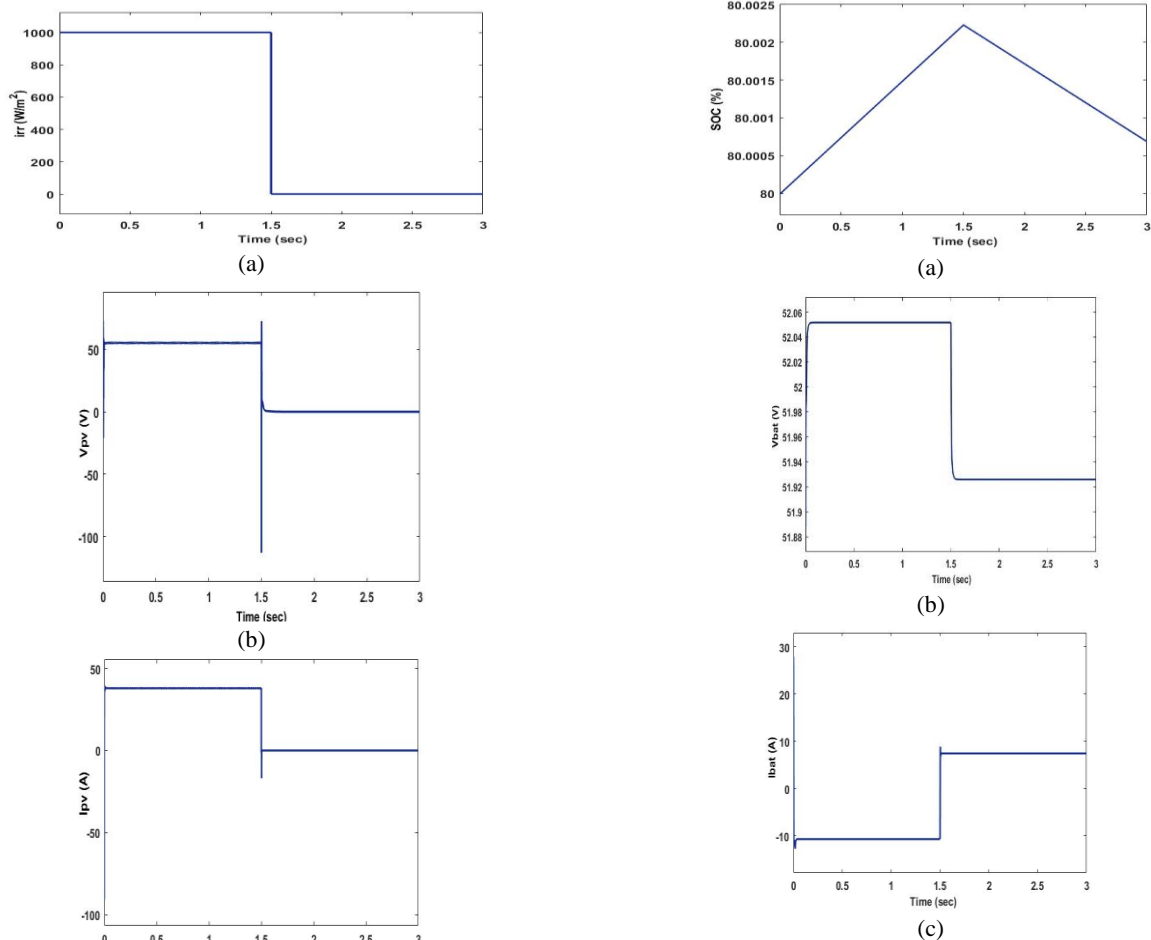 1000
800
600
400
200
0
irr (W/m²)
0 0.5 1 1.5 2 2.5 3
Time (sec)
(a)
50
0
-50
-100
Vpv (V)
0 0.5 1 1.5 2 2.5 3
Time (sec)
(b)
50
0
-50
-100
Ipv (A)
80.0025
80.002
80.0015
80.001
80.0005
80
SOC (%)
0 0.5 1 1.5 2 2.5 3
Time (sec)
(a)
52.06
52.04
52.02
52
51.98
51.96
51.94
51.92
51.9
51.88
Vbat (V)
0 0.5 1 1.5 2 2.5 3
Time (sec)
(b)
30
20
10
0
-10
Ibat (A)
0 0.5 1 1.5 2 2.5 3
Time (sec)
(c)